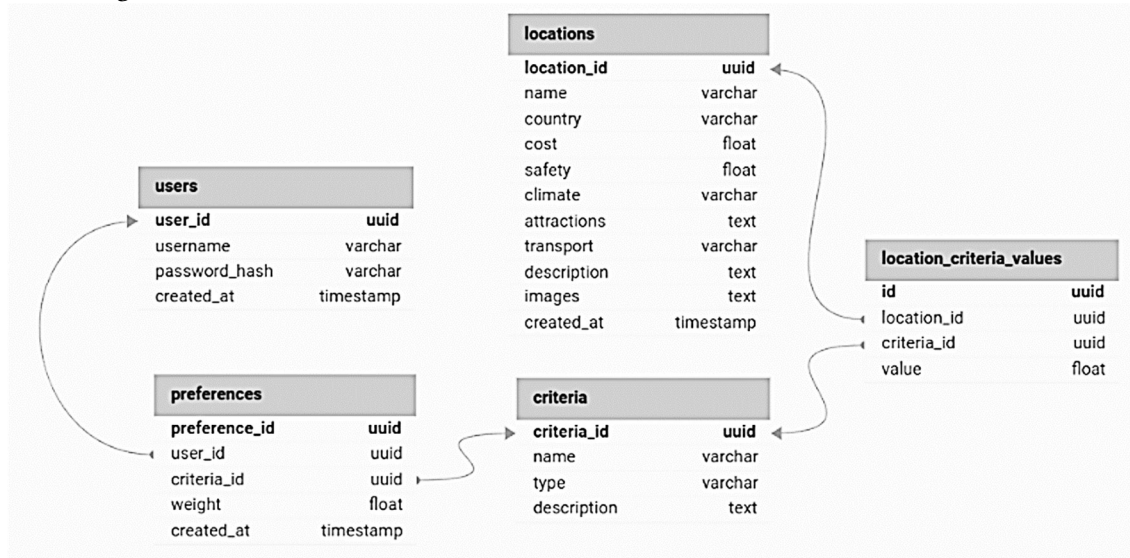 locations
location_id uuid
name varchar
country varchar
cost float
safety float
climate varchar
attractions text
transport varchar
description text
images text
created_at timestamp
users
user_id uuid
username varchar
password_hash varchar
created_at timestamp
location_criteria_values
id uuid
location_id uuid
criteria_id uuid
value float
preferences
preference_id uuid
user_id uuid
criteria_id uuid
weight float
created_at timestamp
criteria
criteria_id uuid
name varchar
type varchar
description text